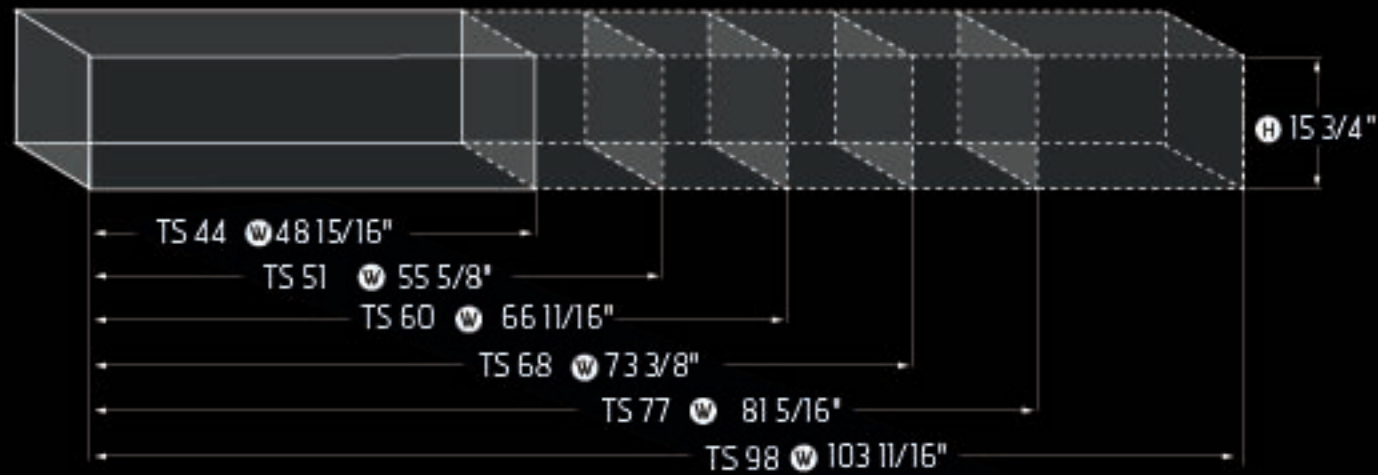 H 15 3/4"
TS 44 W 48 15/16"
TS 51 W 55 5/8"
TS 60 W 66 11/16"
TS 68 W 73 3/8"
TS 77 W 81 5/16"
TS 98 W 103 11/16"